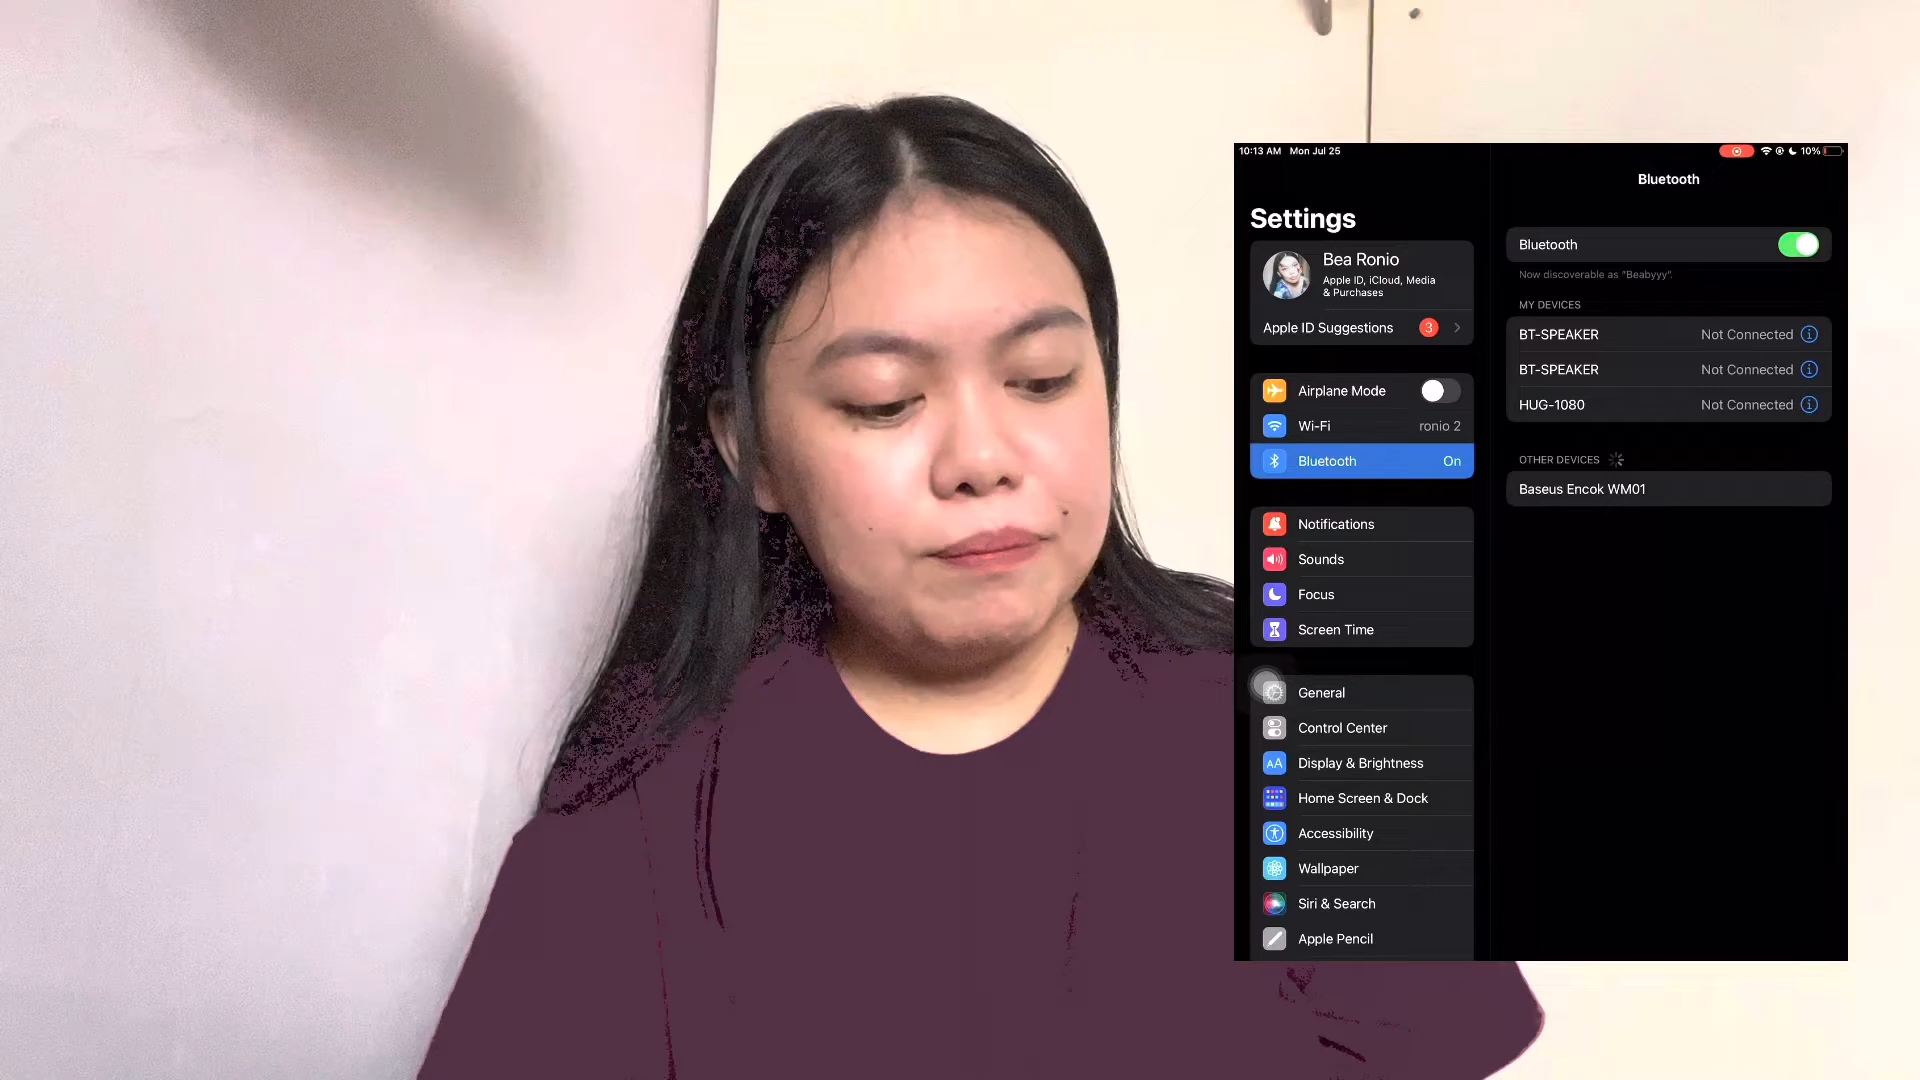 10:13 AM Mon Jul 25
10%
Settings
Bea Ronio
Apple ID, iCloud, Media
& Purchases
Apple ID Suggestions 3
Airplane Mode
Wi-Fi ronio 2
Bluetooth On
Notifications
Sounds
Focus
Screen Time
General
Control Center
AA Display & Brightness
Home Screen & Dock
Accessibility
Wallpaper
Siri & Search
Apple Pencil
Bluetooth
Bluetooth
Now discoverable as “Beabyyy”.
MY DEVICES
BT-SPEAKER Not Connected
BT-SPEAKER Not Connected
HUG-1080 Not Connected
OTHER DEVICES
Baseus Encok WM01